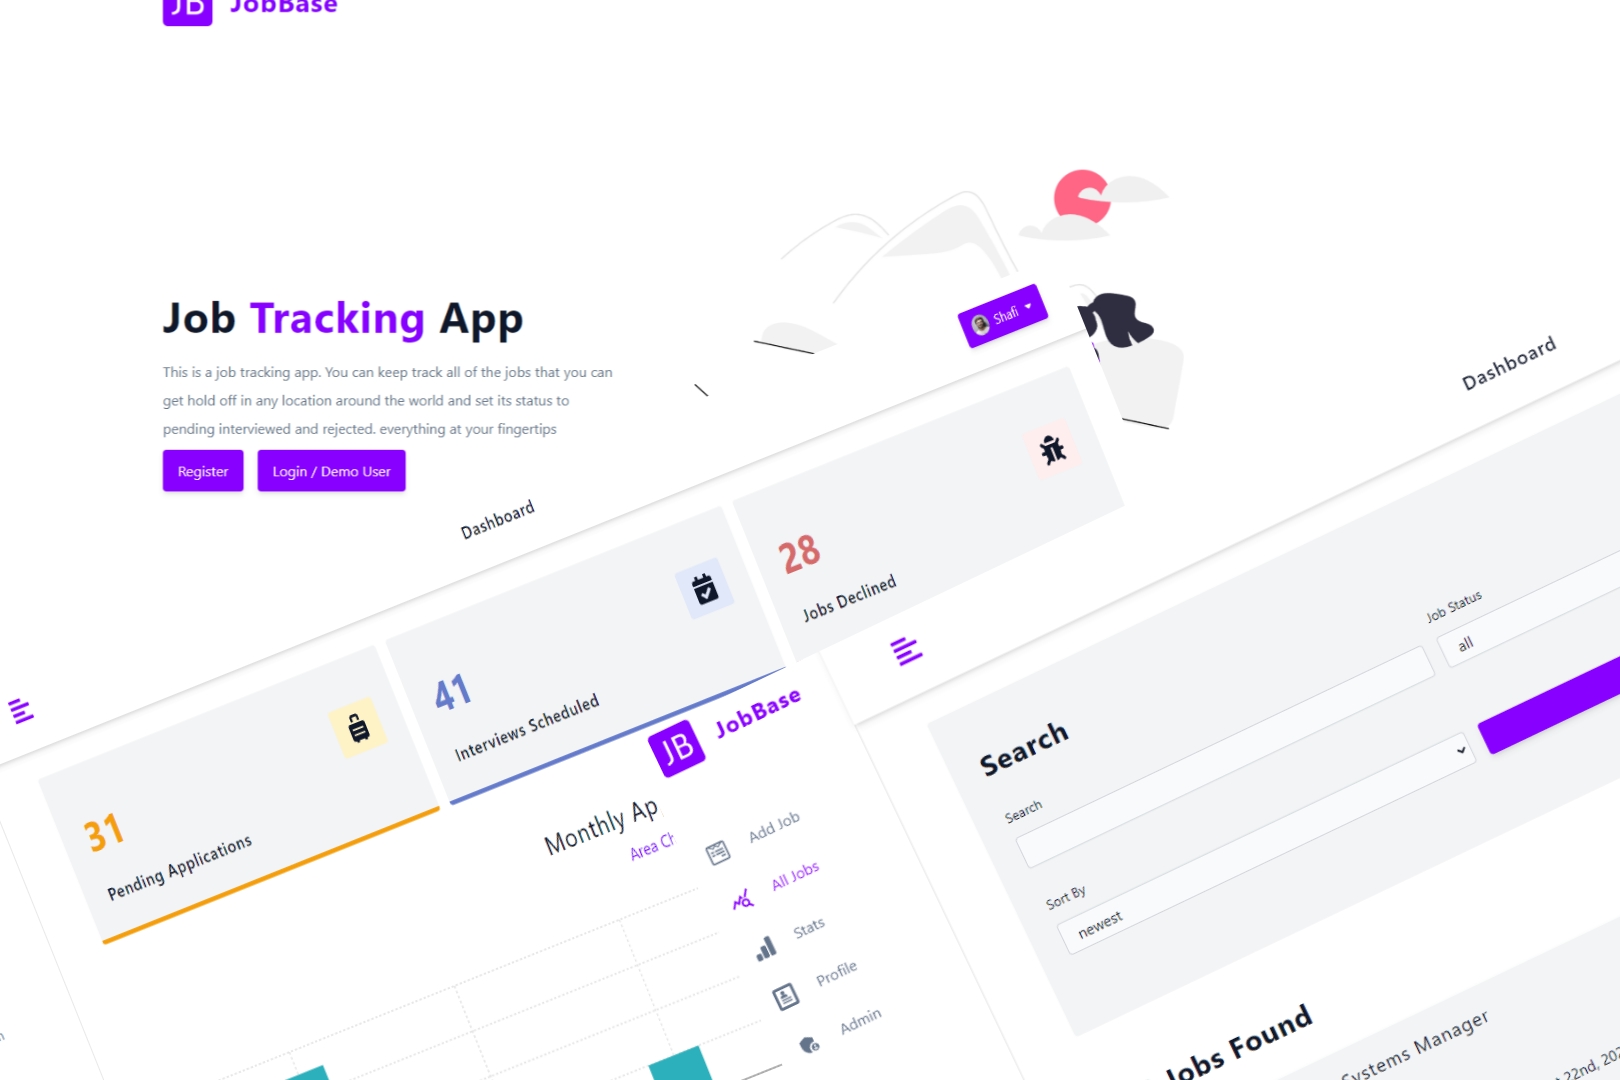 JB JobBase
Job Tracking App
This is a job tracking app. You can keep track all of the jobs that you can
get hold off in any location around the world and set its status to
pending interviewed and rejected. everything at your fingertips
Register
Login / Demo User
Shafi
Dashboard
31
Pending Applications
41
Interviews Scheduled
28
Jobs Declined
Monthly Ap
Area Ch
JB JobBase
Add Job
All Jobs
Stats
Profile
Admin
Dashboard
Search
Search
Job Status
all
Sort By
newest
Jobs Found
Systems Manager
22nd, 202